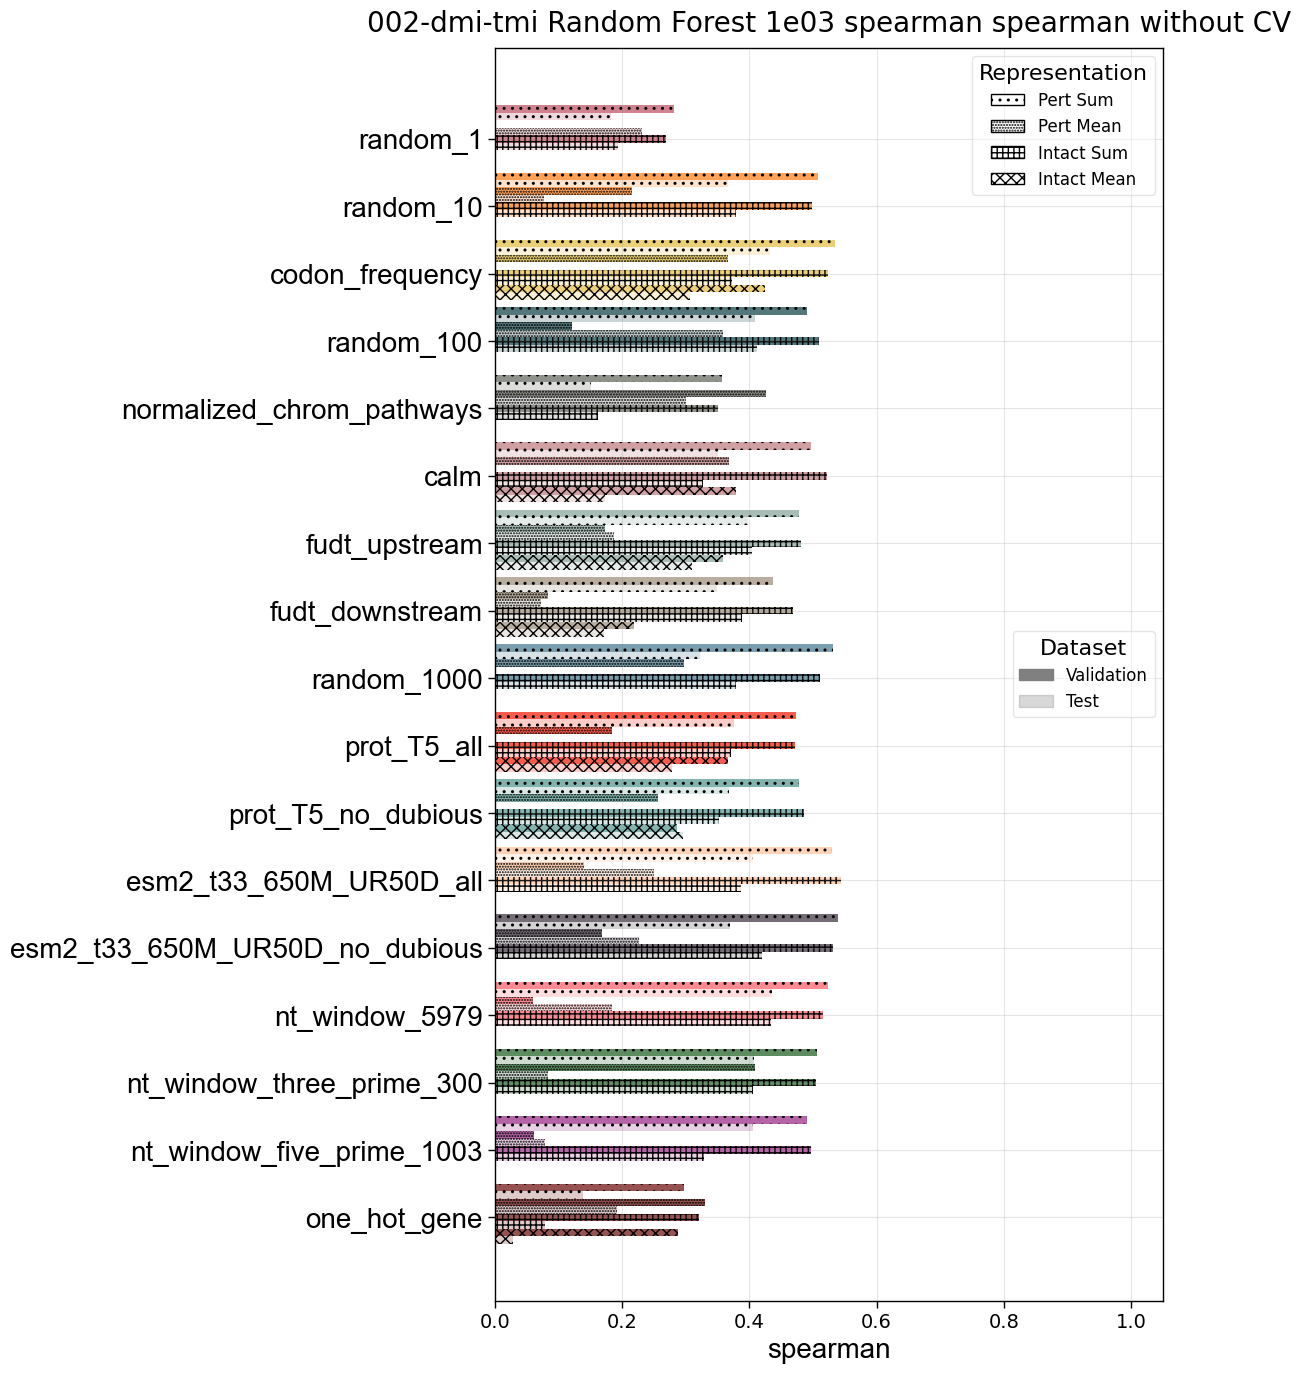 002-dmi-tmi Random Forest 1e03 spearman spearman without CV
Representation
Pert Sum
Pert Mean
Intact Sum
Intact Mean
random_1
random_10
codon_frequency
random_100
normalized_chrom_pathways
calm
fudt_upstream
fudt_downstream
random_1000
Dataset
Validation
Test
prot_T5_all
prot_T5_no_dubious
esm2_t33_650M_UR50D_all
esm2_t33_650M_UR50D_no_dubious
nt_window_5979
nt_window_three_prime_300
nt_window_five_prime_1003
one_hot_gene
0.0 0.2 0.4 0.6 0.8 1.0
spearman